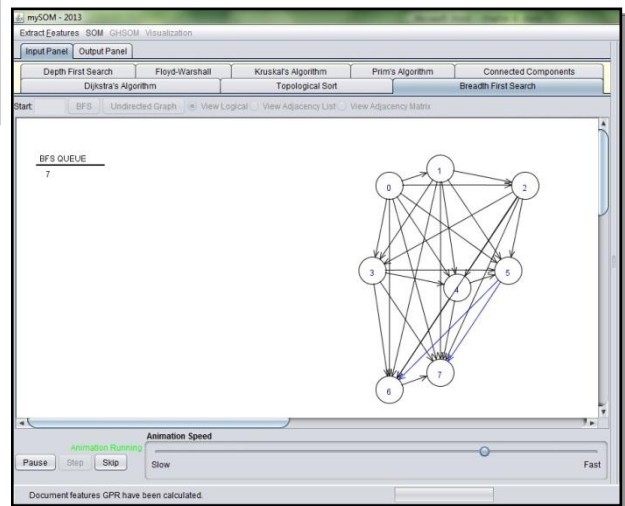 mySOM - 2013
Extract Features SOM GHSOM Visualization
Input Panel Output Panel
Depth First Search Floyd-Warshall Kruskal's Algorithm Prim's Algorithm Connected Components
Dijkstra's Algorithm Topological Sort Breadth First Search
Start: BFS Undirected Graph View Logical View Adjacency List View Adjacency Matrix
BFS QUEUE
7
1
0 2
3 5
4
7
6
Animation Speed
Animation Running
Pause Step Skip Slow Fast
Document features GPR have been calculated.